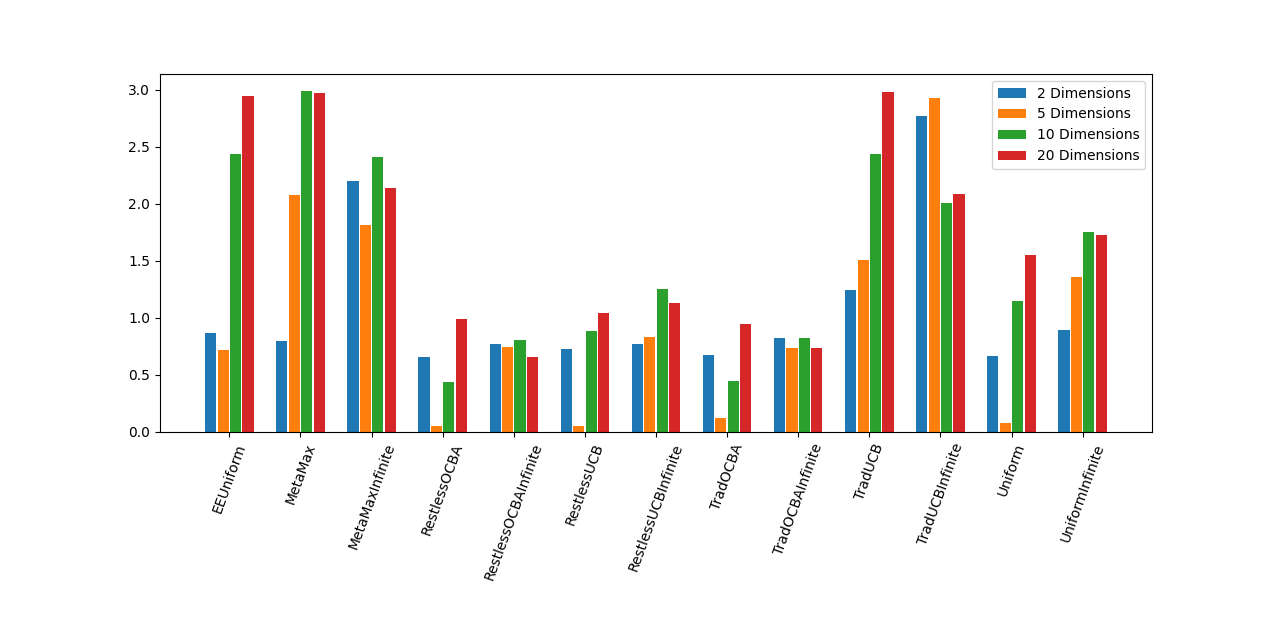 3.0
2.5
2.0
1.5
1.0
0.5
0.0
2 Dimensions
5 Dimensions
10 Dimensions
20 Dimensions
EEUniform
MetaMax
MetaMaxInfinite
RestlessOCBA
RestlessOCBAInfinite
RestlessUCB
RestlessUCBInfinite
TradOCBA
TradOCBAInfinite
TradUCB
TradUCBInfinite
Uniform
UniformInfinite